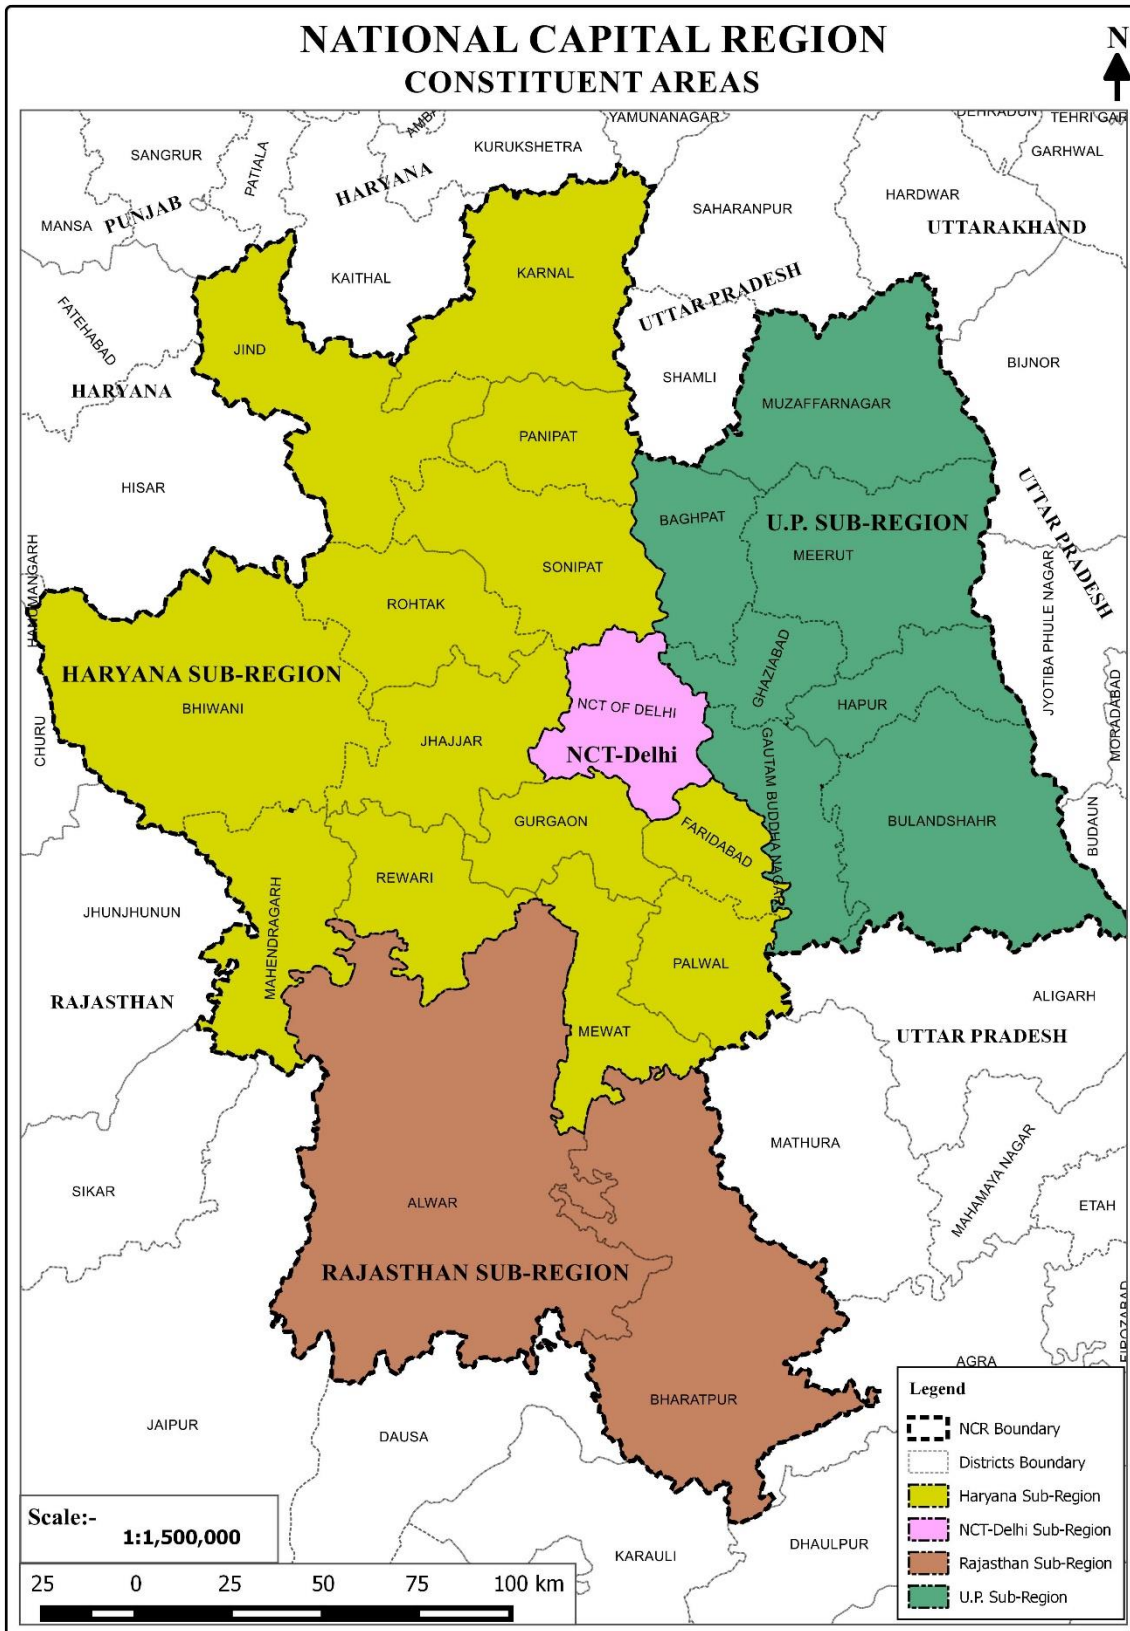 NATIONAL CAPITAL REGION
CONSTITUENT AREAS
N
YAMUNANAGAR
DEHRADUN
SANGRUR
PATIALA
HARYANA
KURUKSHETRA
GARHWAL
MANSA
PUNJAB
SAHARANPUR
HARDWAR
UTTARAKHAND
KAITHAL
KARNAL
FATEHABAD
UTTAR PRADESH
JIND
HARYANA
SHAMLI
BIJNOR
MUZAFFARNAGAR
PANIPAT
HISAR
BAGHPAT
U.P. SUB-REGION
UTTAR PRADESH
MEERUT
SONIPAT
HANUMANGARH
ROHTAK
JYOTIBA PHULE NAGAR
GHAZIABAD
HARYANA SUB-REGION
BHIWANI
NCT OF DELHI
HAPUR
MORADABAD
CHURU
JHAJJAR
NCT-Delhi
GAUTAM BUDDHA NAGAR
GURGAON
FARIDABAD
BULANDSHAHR
BUDAUN
REWARI
JHUNJHUNUN
MAHENDRAGARH
PALWAL
RAJASTHAN
ALIGARH
MEWAT
UTTAR PRADESH
MATHURA
MAHAMAYA NAGAR
SIKAR
ALWAR
ETAH
RAJASTHAN SUB-REGION
FIROZABAD
AGRA
BHARATPUR
JAIPUR
DAUSA
KARAULI
DHAULPUR
Legend
NCR Boundary
Districts Boundary
Haryana Sub-Region
NCT-Delhi Sub-Region
Rajasthan Sub-Region
U.P. Sub-Region
Scale:-
1:1,500,000
25 0 25 50 75 100 km